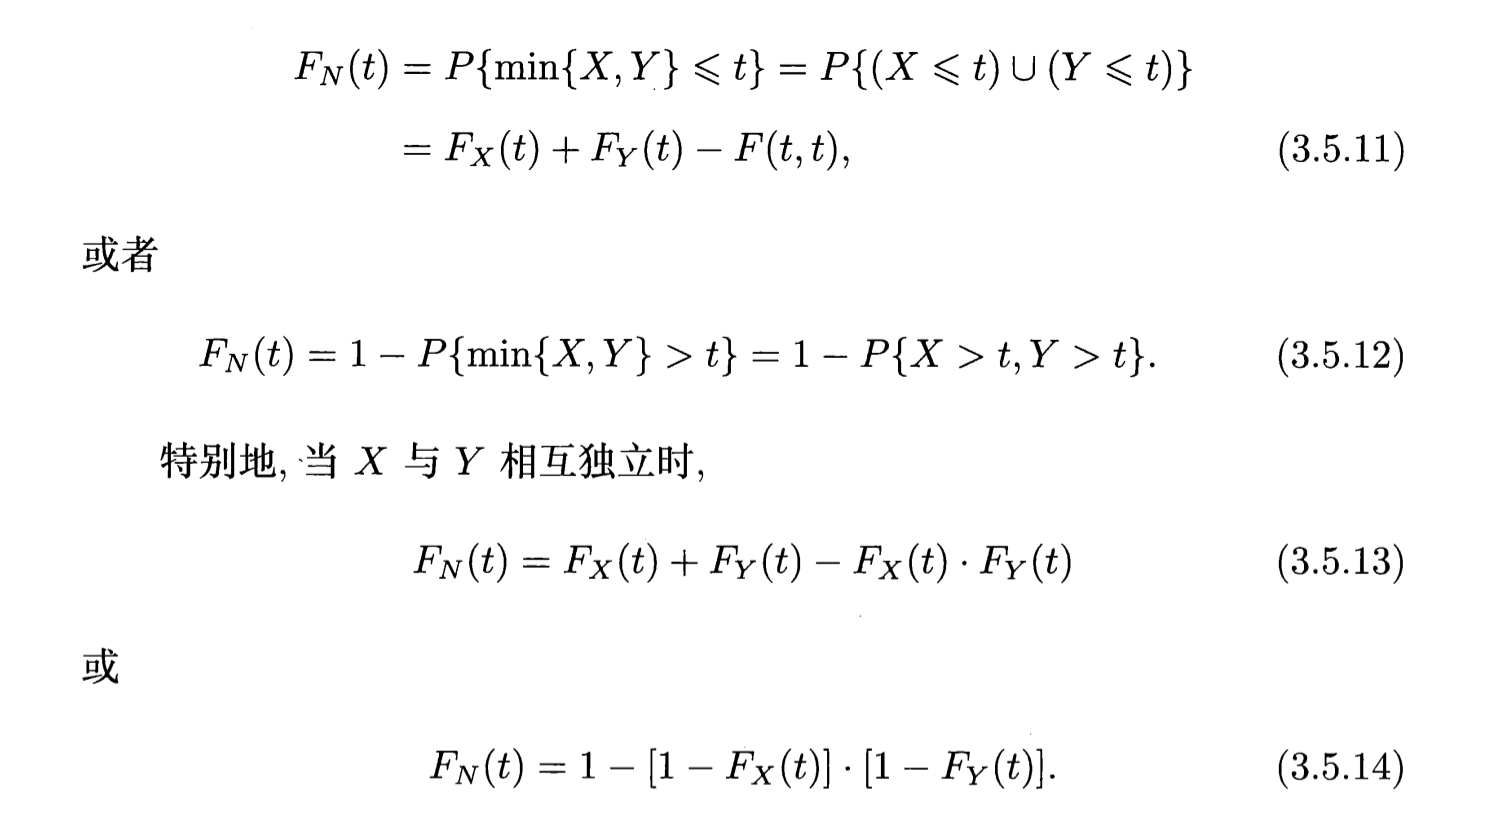 F_N(t) = P{min{X, Y} ⩽ t} = P{(X ⩽ t) ∪ (Y ⩽ t)}
= F_X(t) + F_Y(t) − F(t, t), (3.5.11)
或者
F_N(t) = 1 − P{min{X, Y} > t} = 1 − P{X > t, Y > t}. (3.5.12)
特别地, 当 X 与 Y 相互独立时,
F_N(t) = F_X(t) + F_Y(t) − F_X(t) · F_Y(t) (3.5.13)
或
F_N(t) = 1 − [1 − F_X(t)] · [1 − F_Y(t)]. (3.5.14)